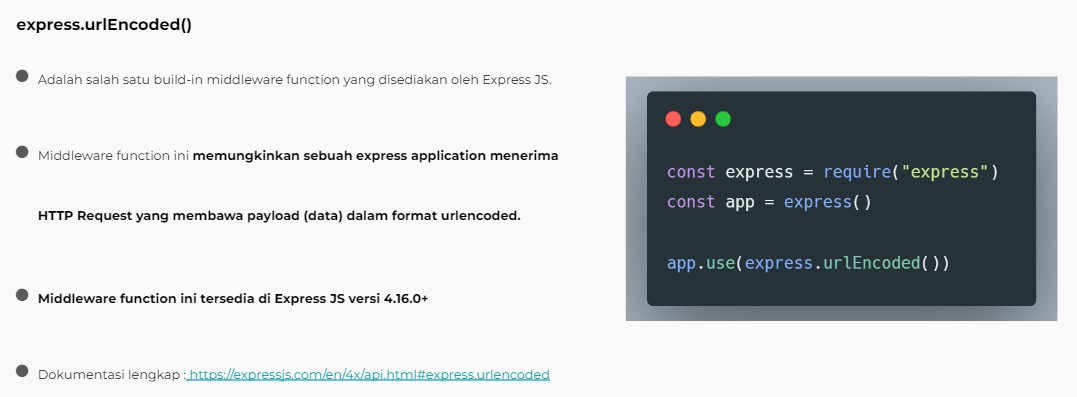 express.urlEncoded()
Adalah salah satu build-in middleware function yang disediakan oleh Express JS.
Middleware function ini memungkinkan sebuah express application menerima
HTTP Request yang membawa payload (data) dalam format urlencoded.
Middleware function ini tersedia di Express JS versi 4.16.0+
Dokumentasi lengkap : https://expressjs.com/en/4x/api.html#express.urlencoded
const express = require("express")
const app = express()
app.use(express.urlEncoded())